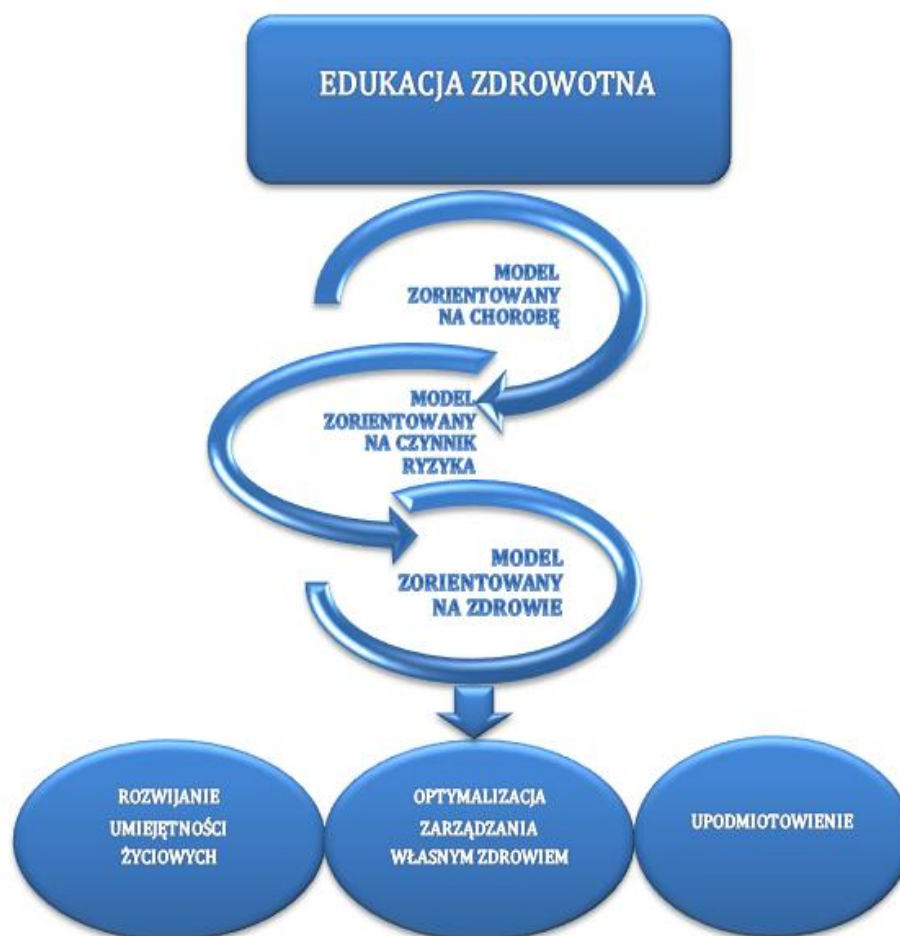 EDUKACJA ZDROWOTNA
MODEL
ZORIENTOWANY
NA CHOROBĘ
MODEL
ZORIENTOWANY
NA CZYNNIK
RYZYKA
MODEL
ZORIENTOWANY
NA ZDROWIE
ROZWIJANIE
UMIEJĘTNOŚCI
ŻYCIOWYCH
OPTYMALIZACJA
ZARZĄDZANIA
WŁASNYM ZDROWIEM
UPODMIOTOWIENIE